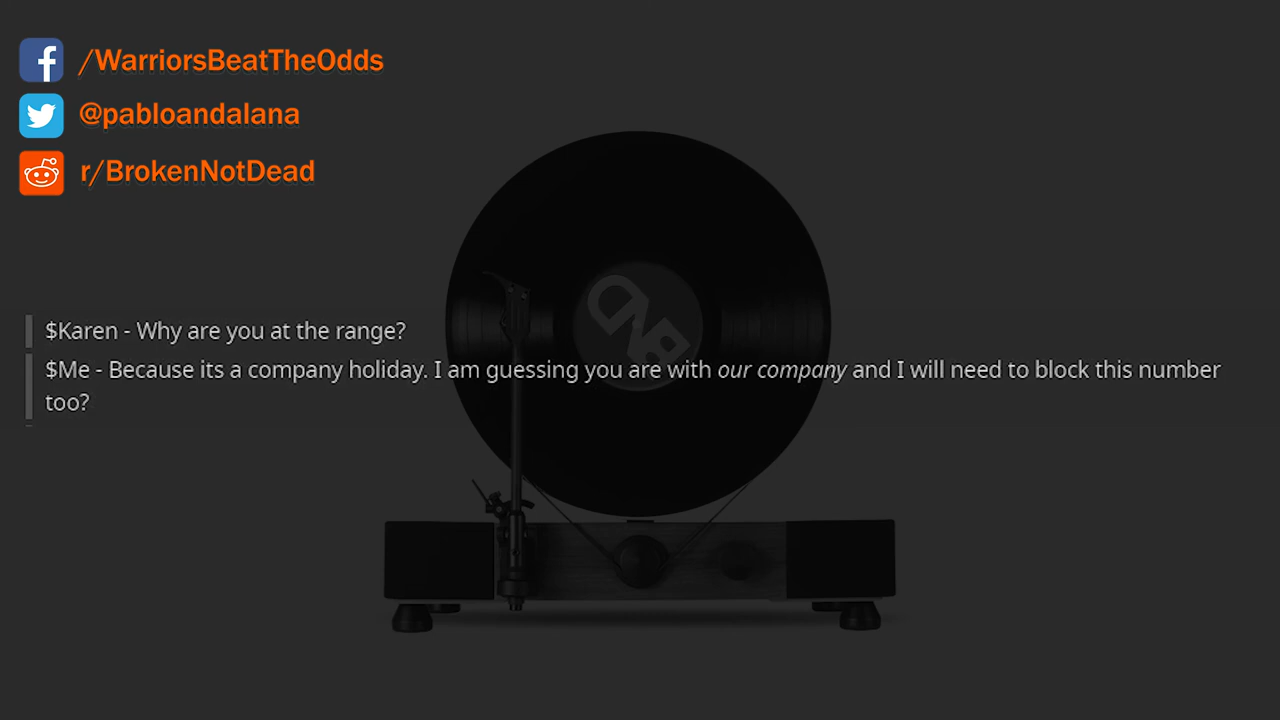 /WarriorsBeatTheOdds
@pabloandalana
r/BrokenNotDead
BND
$Karen - Why are you at the range?
$Me - Because its a company holiday. I am guessing you are with our company and I will need to block this number
too?